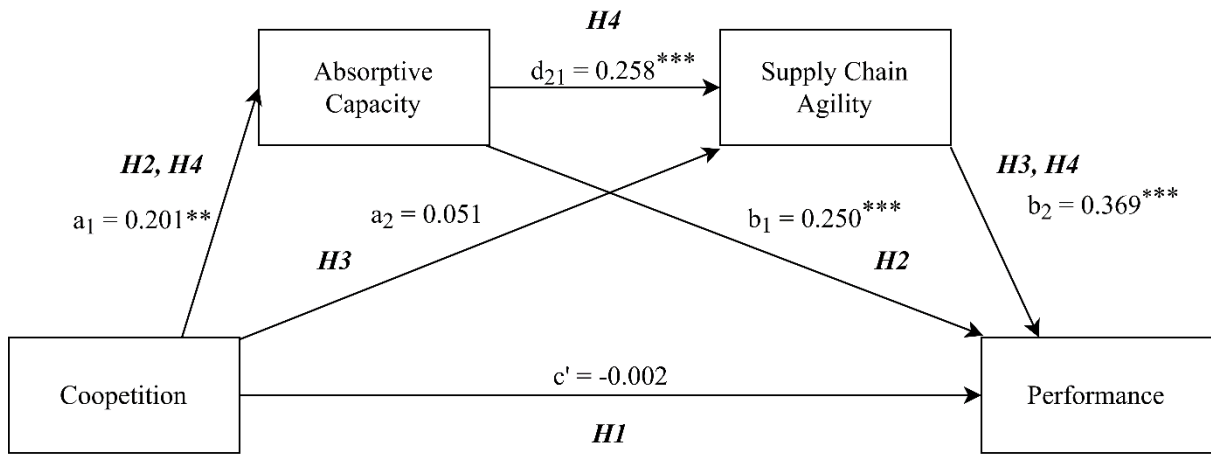 H4
Absorptive
Capacity
d21 = 0.258***
Supply Chain
Agility
H2, H4
a1 = 0.201**
a2 = 0.051
b1 = 0.250***
H3, H4
b2 = 0.369***
H3
H2
Coopetition
c' = -0.002
Performance
H1